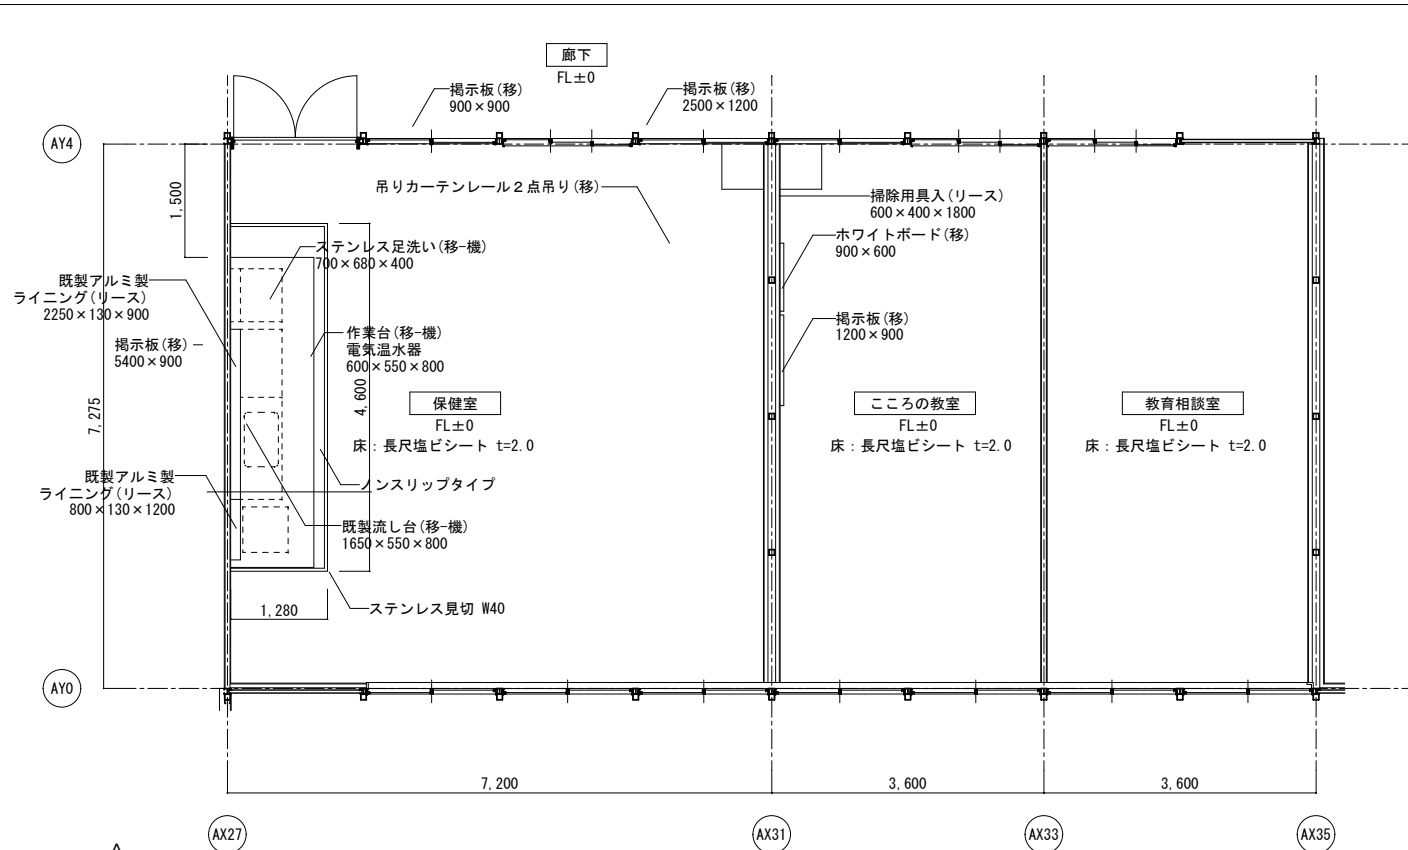 廊下
FL±0
掲示板(移)
900×900
掲示板(移)
2500×1200
AY4
1,500
吊りカーテンレール2点吊り(移)
掃除用具入(リース)
600×400×1800
ホワイトボード(移)
900×600
ステンレス足洗い(移-機)
700×680×400
既製アルミ製
ライニング(リース)
2250×130×900
掲示板(移)
5400×900
作業台(移-機)
電気温水器
600×550×800
掲示板(移)
1200×900
7,275
4,600
保健室
FL±0
床：長尺塩ビシート t=2.0
こころの教室
FL±0
床：長尺塩ビシート t=2.0
教育相談室
FL±0
床：長尺塩ビシート t=2.0
既製アルミ製
ライニング(リース)
800×130×1200
ノンスリップタイプ
既製流し台(移-機)
1650×550×800
1,280
ステンレス見切 W40
AY0
7,200
3,600
3,600
AX27
AX31
AX33
AX35